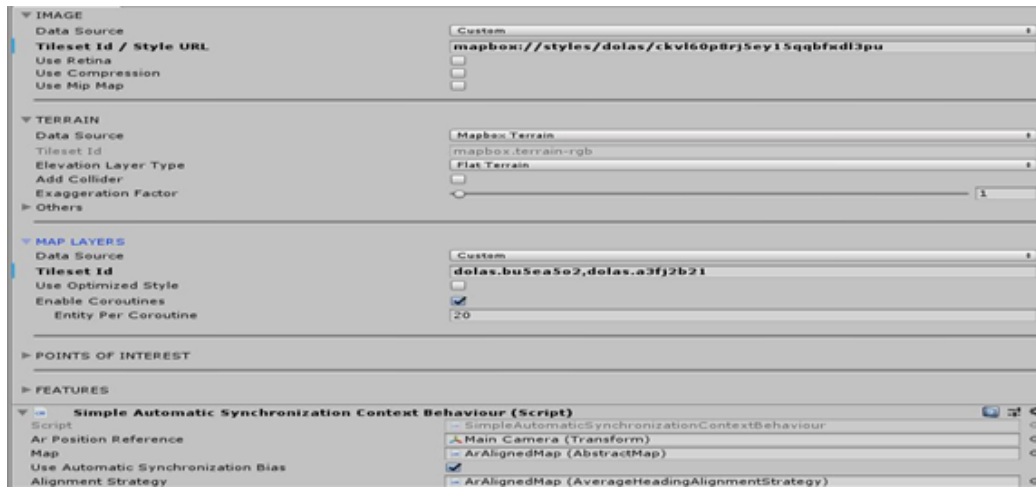 IMAGE
Data Source Custom
Tileset Id / Style URL mapbox://styles/dolas/ckvl60p8rj5ey15qqbfxdl3pu
Use Retina
Use Compression
Use Mip Map
TERRAIN
Data Source Mapbox Terrain
Tileset Id mapbox.terrain-rgb
Elevation Layer Type Flat Terrain
Add Collider
Exaggeration Factor 1
Others
MAP LAYERS
Data Source Custom
Tileset Id dolas.bu5ea5o2,dolas.a3fj2b21
Use Optimized Style
Enable Coroutines
Entity Per Coroutine 20
POINTS OF INTEREST
FEATURES
Simple Automatic Synchronization Context Behaviour (Script)
Script SimpleAutomaticSynchronizationContextBehaviour
Ar Position Reference Main Camera (Transform)
Map ArAlignedMap (AbstractMap)
Use Automatic Synchronization Bias
Alignment Strategy ArAlignedMap (AverageHeadingAlignmentStrategy)